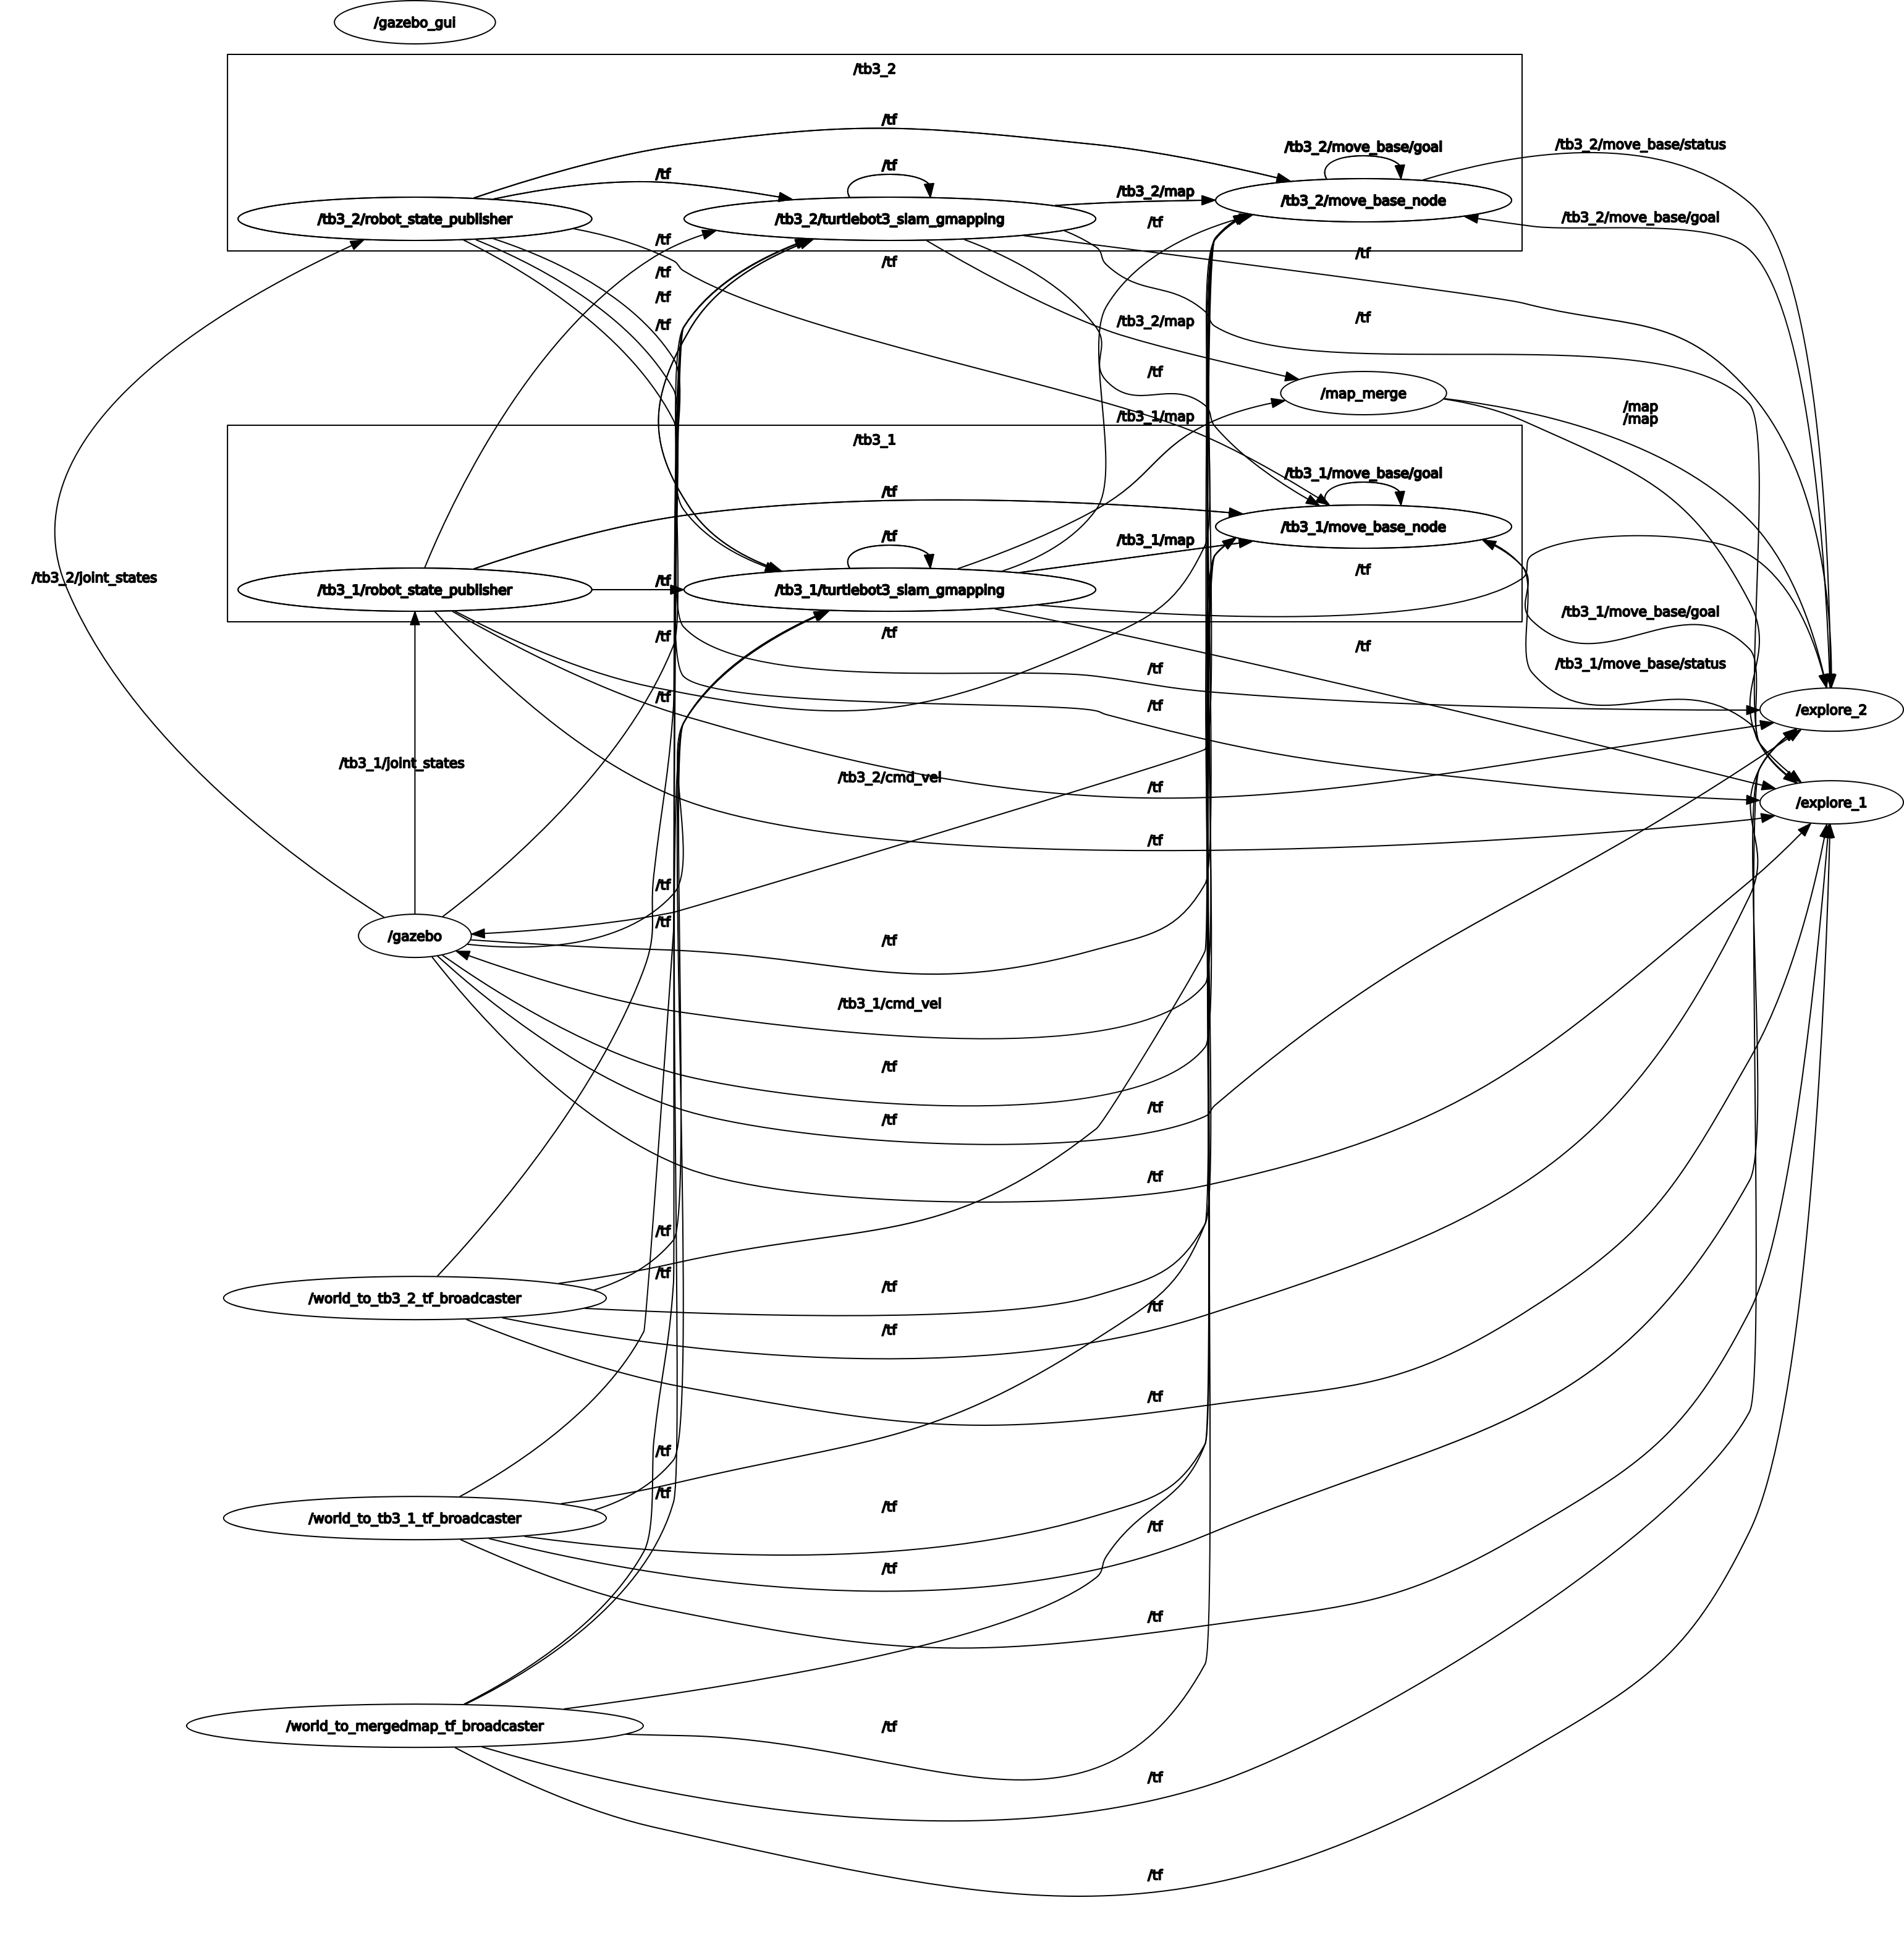 /gazebo_gui
/tb3_2
/tf
/tb3_2/move_base/status
/tb3_2/move_base/goal
/tf
/tf
/tb3_2/map
/tb3_2/move_base_node
/tb3_2/robot_state_publisher
/tb3_2/turtlebot3_slam_gmapping
/tb3_2/move_base/goal
/tf
/tf
/tf
/tf
/tf
/tf
/tf
/tf
/tb3_2/map
/tf
/map_merge
/map
/tb3_1/map
/map
/tb3_1
/tb3_1/move_base/goal
/tf
/tb3_1/move_base_node
/tf
/tb3_1/map
/tf
/tf
/tb3_1/robot_state_publisher
/tb3_1/turtlebot3_slam_gmapping
/tb3_2/joint_states
/tb3_1/move_base/goal
/tf
/tf
/tf
/tb3_1/move_base/status
/tf
/tf
/tf
/explore_2
/tb3_1/joint_states
/tb3_2/cmd_vel
/tf
/explore_1
/tf
/tf
/tf
/gazebo
/tf
/tb3_1/cmd_vel
/tf
/tf
/tf
/tf
/tf
/tf
/tf
/world_to_tb3_2_tf_broadcaster
/tf
/tf
/tf
/tf
/tf
/tf
/world_to_tb3_1_tf_broadcaster
/tf
/tf
/tf
/world_to_mergedmap_tf_broadcaster
/tf
/tf
/tf